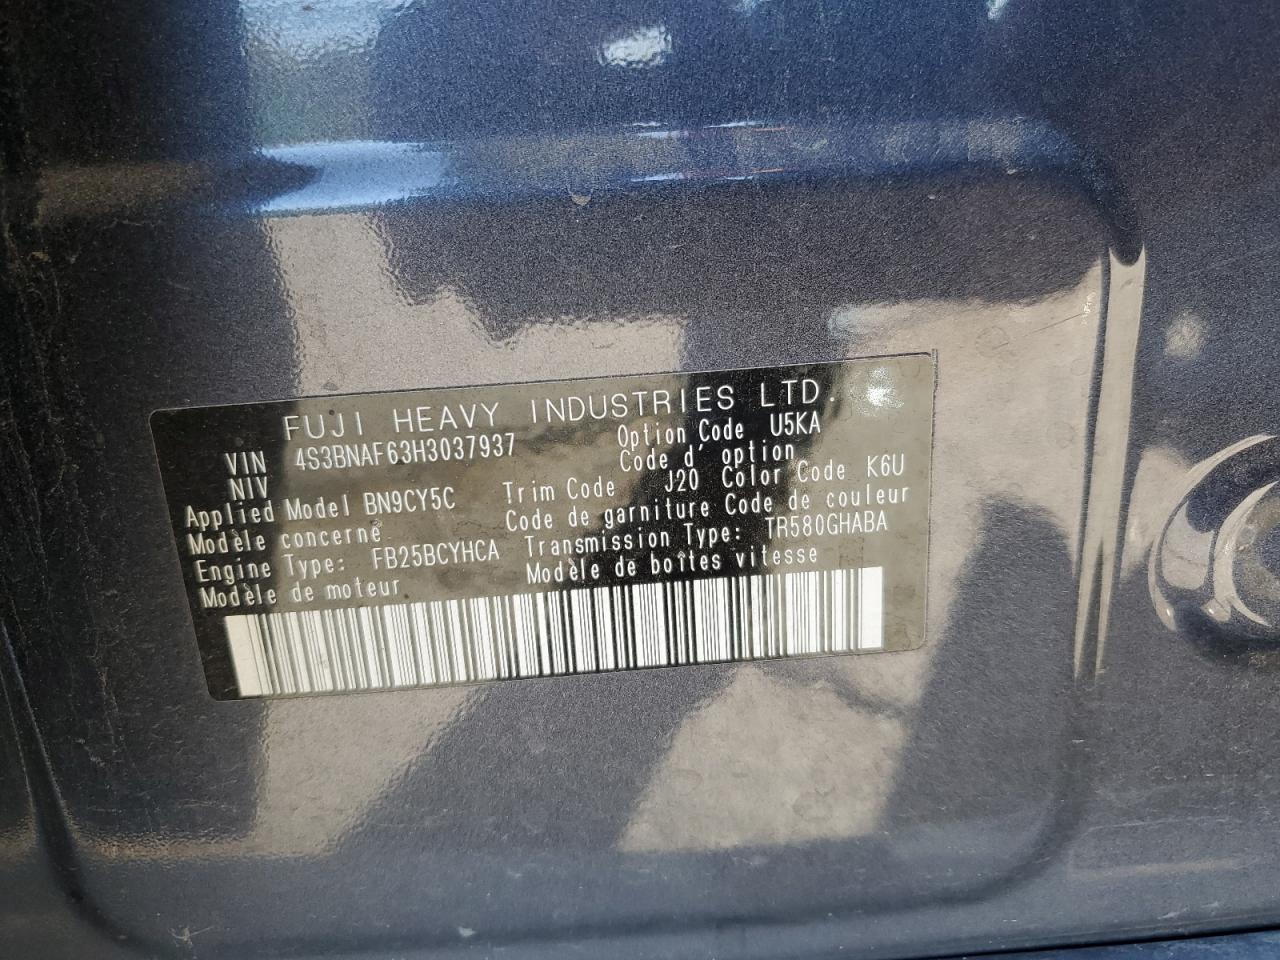 FUJI HEAVY INDUSTRIES LTD.
VIN 4S3BNAF63H3037937 Option Code U5KA
NIV Code d'option
Applied Model BN9CY5C Trim Code J20 Color Code K6U
Modèle concerné Code de garniture Code de couleur
Engine Type: FB25BCYHCA Transmission Type: TR580GHABA
Modèle de moteur Modèle de boîtes vitesse